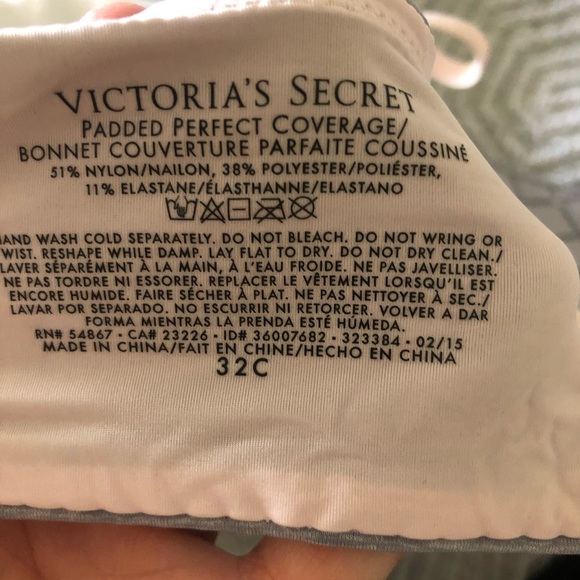 VICTORIA'S SECRET
PADDED PERFECT COVERAGE/
BONNET COUVERTURE PARFAITE COUSSINÉ
51% NYLON/NAILON, 38% POLYESTER/POLIÉSTER,
11% ELASTANE/ÉLASTHANNE/ELASTANO
HAND WASH COLD SEPARATELY. DO NOT BLEACH. DO NOT WRING OR
TWIST. RESHAPE WHILE DAMP. LAY FLAT TO DRY. DO NOT DRY CLEAN./
LAVER SÉPARÉMENT À LA MAIN, À L'EAU FROIDE. NE PAS JAVELLISER.
NE PAS TORDRE NI ESSORER. REPLACER LE VÊTEMENT LORSQU'IL EST
ENCORE HUMIDE. FAIRE SÉCHER À PLAT. NE PAS NETTOYER À SEC./
LAVAR POR SEPARADO. NO ESCURRIR NI RETORCER. VOLVER A DAR
FORMA MIENTRAS LA PRENDA ESTÉ HÚMEDA.
RN# 54867 - CA# 23226 - ID# 36007682 - 323384 - 02/15
MADE IN CHINA/FAIT EN CHINE/HECHO EN CHINA
32C